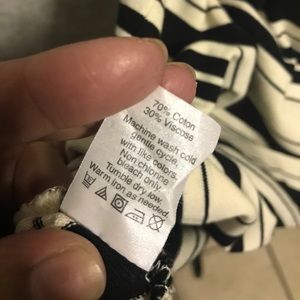 70% Coton
30% Viscose
Machine wash cold
gentle cycle.
with like colors.
Non chlorine
bleach only.
Tumble dry low.
Warm iron as needed.